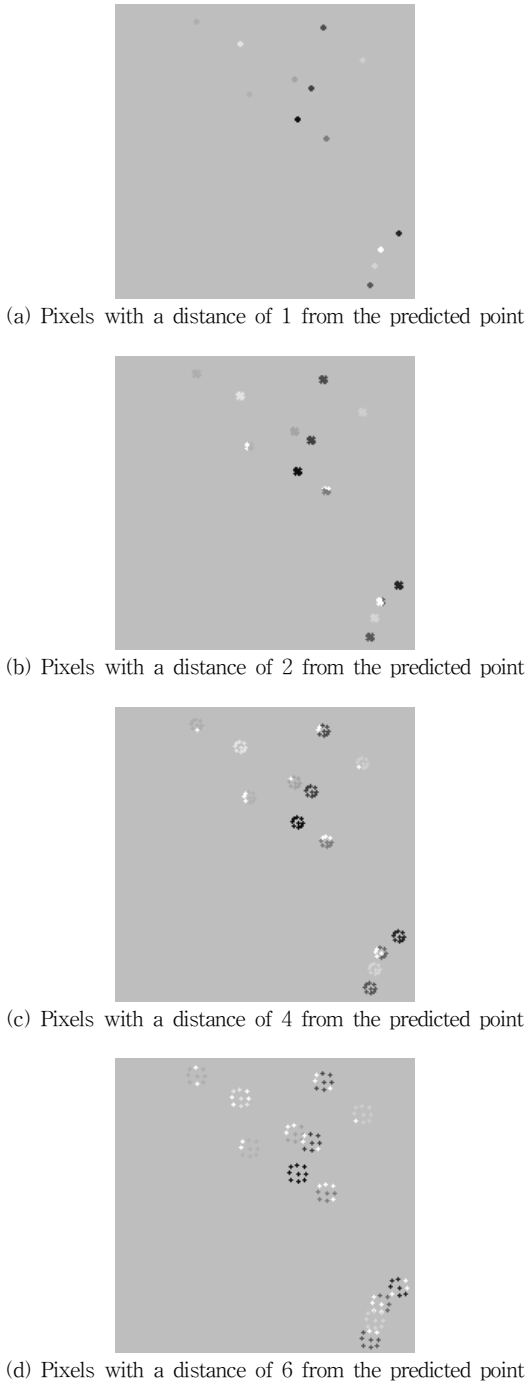 (a) Pixels with a distance of 1 from the predicted point
(b) Pixels with a distance of 2 from the predicted point
(c) Pixels with a distance of 4 from the predicted point
(d) Pixels with a distance of 6 from the predicted point